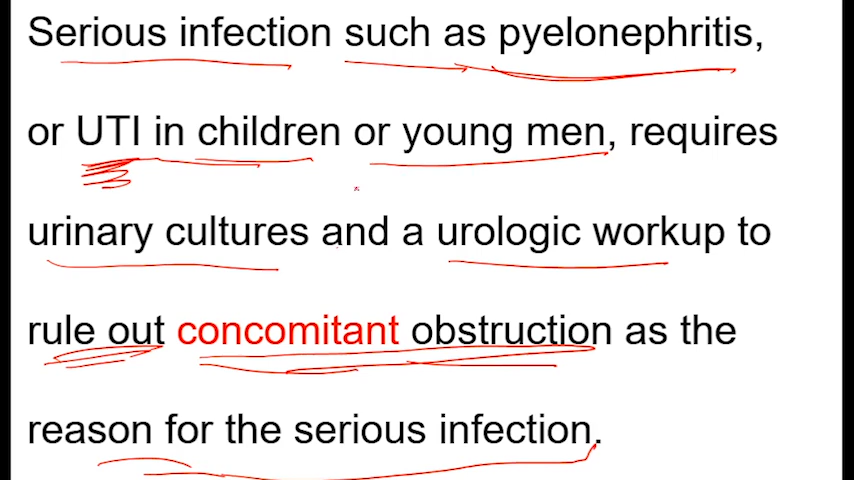 Serious infection such as pyelonephritis,
or UTI in children or young men, requires
urinary cultures and a urologic workup to
rule out concomitant obstruction as the
reason for the serious infection.